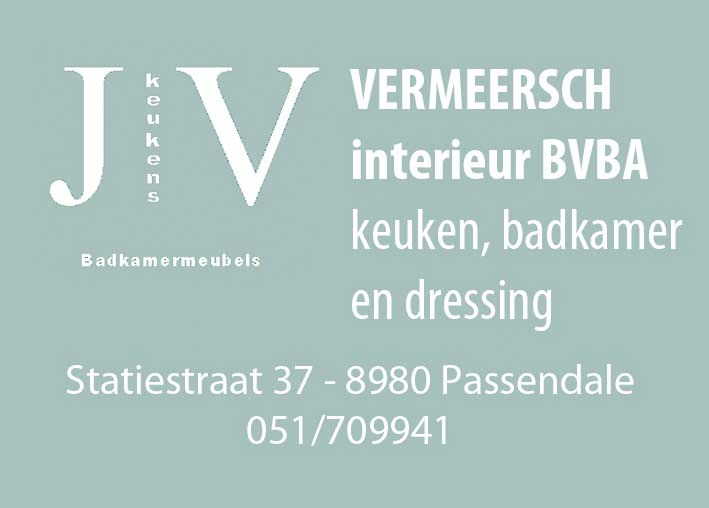 J keukens V
Badkamermeubels
VERMEERSCH
interieur BVBA
keuken, badkamer
en dressing
Statiestraat 37 - 8980 Passendale
051/709941